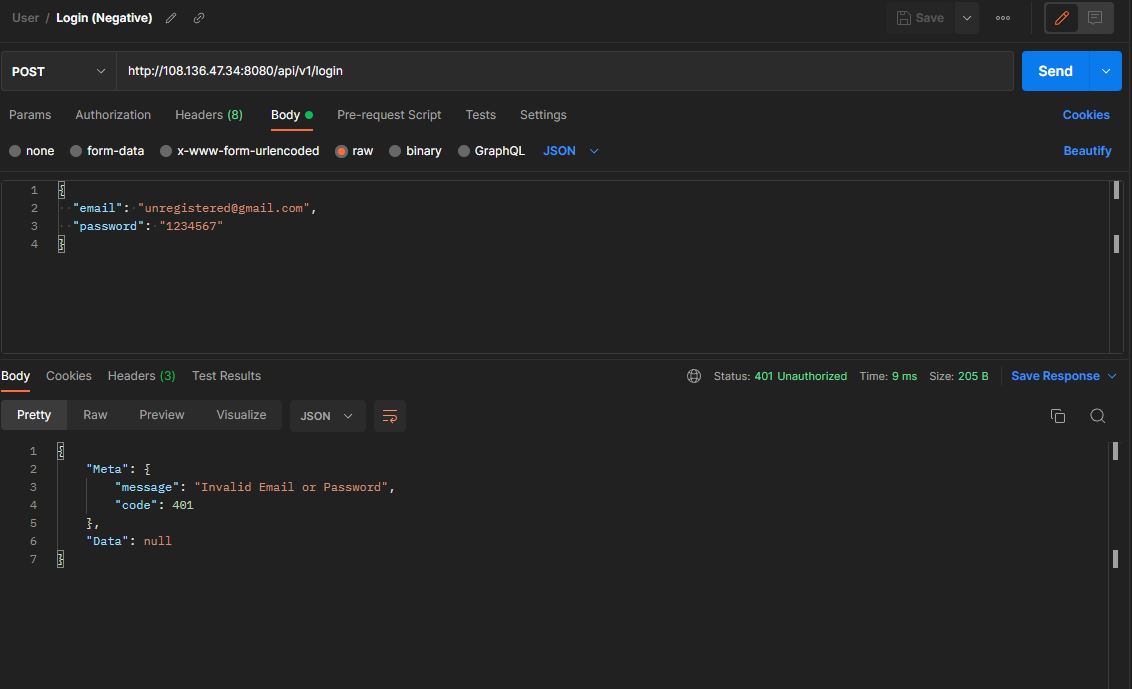 User / Login (Negative)
Save
POST
http://108.136.47.34:8080/api/v1/login
Send
Params Authorization Headers (8) Body Pre-request Script Tests Settings Cookies
none form-data x-www-form-urlencoded raw binary GraphQL JSON Beautify
1 {
2 "email": "unregistered@gmail.com",
3 "password": "1234567"
4 }
Body Cookies Headers (3) Test Results Status: 401 Unauthorized Time: 9 ms Size: 205 B Save Response
Pretty Raw Preview Visualize JSON
1 {
2 "Meta": {
3 "message": "Invalid Email or Password",
4 "code": 401
5 },
6 "Data": null
7 }